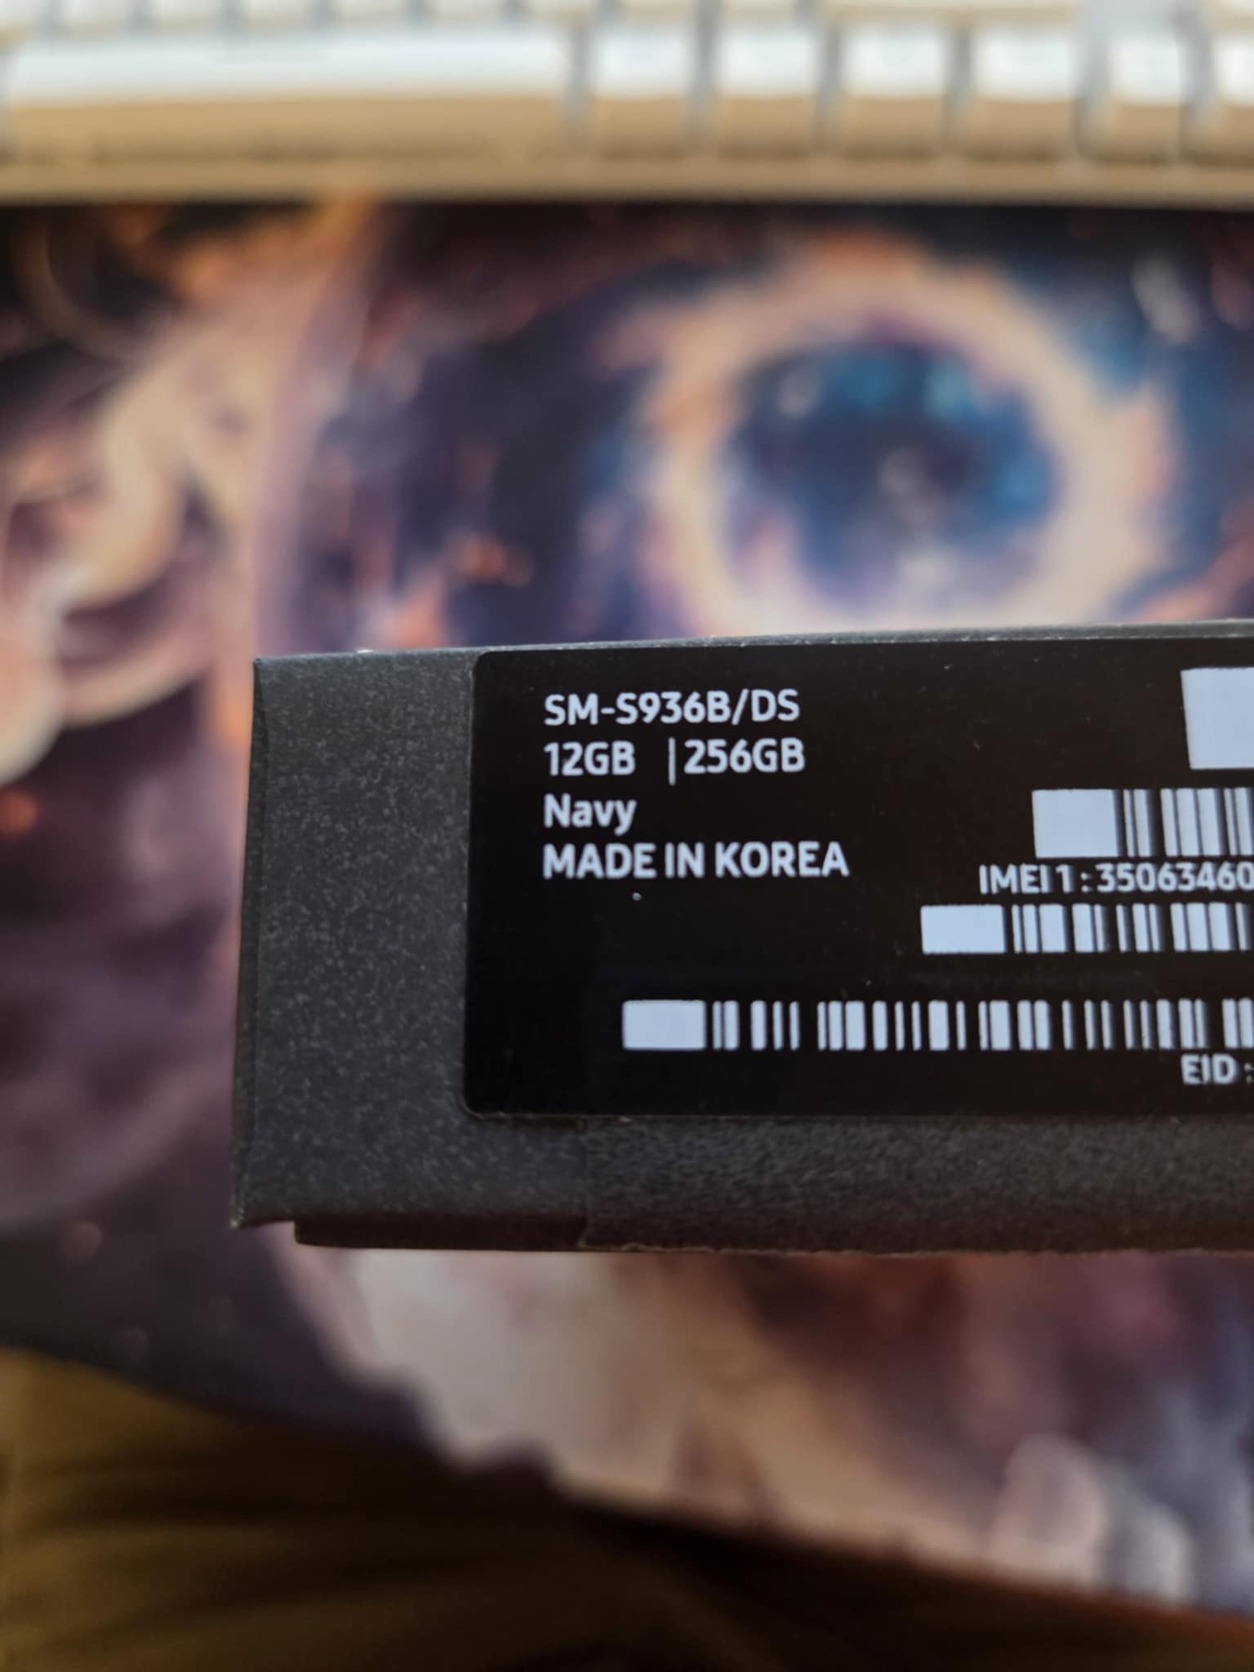 SM-S936B/DS
12GB | 256GB
Navy
MADE IN KOREA
IMEI 1 : 35063460
EID :